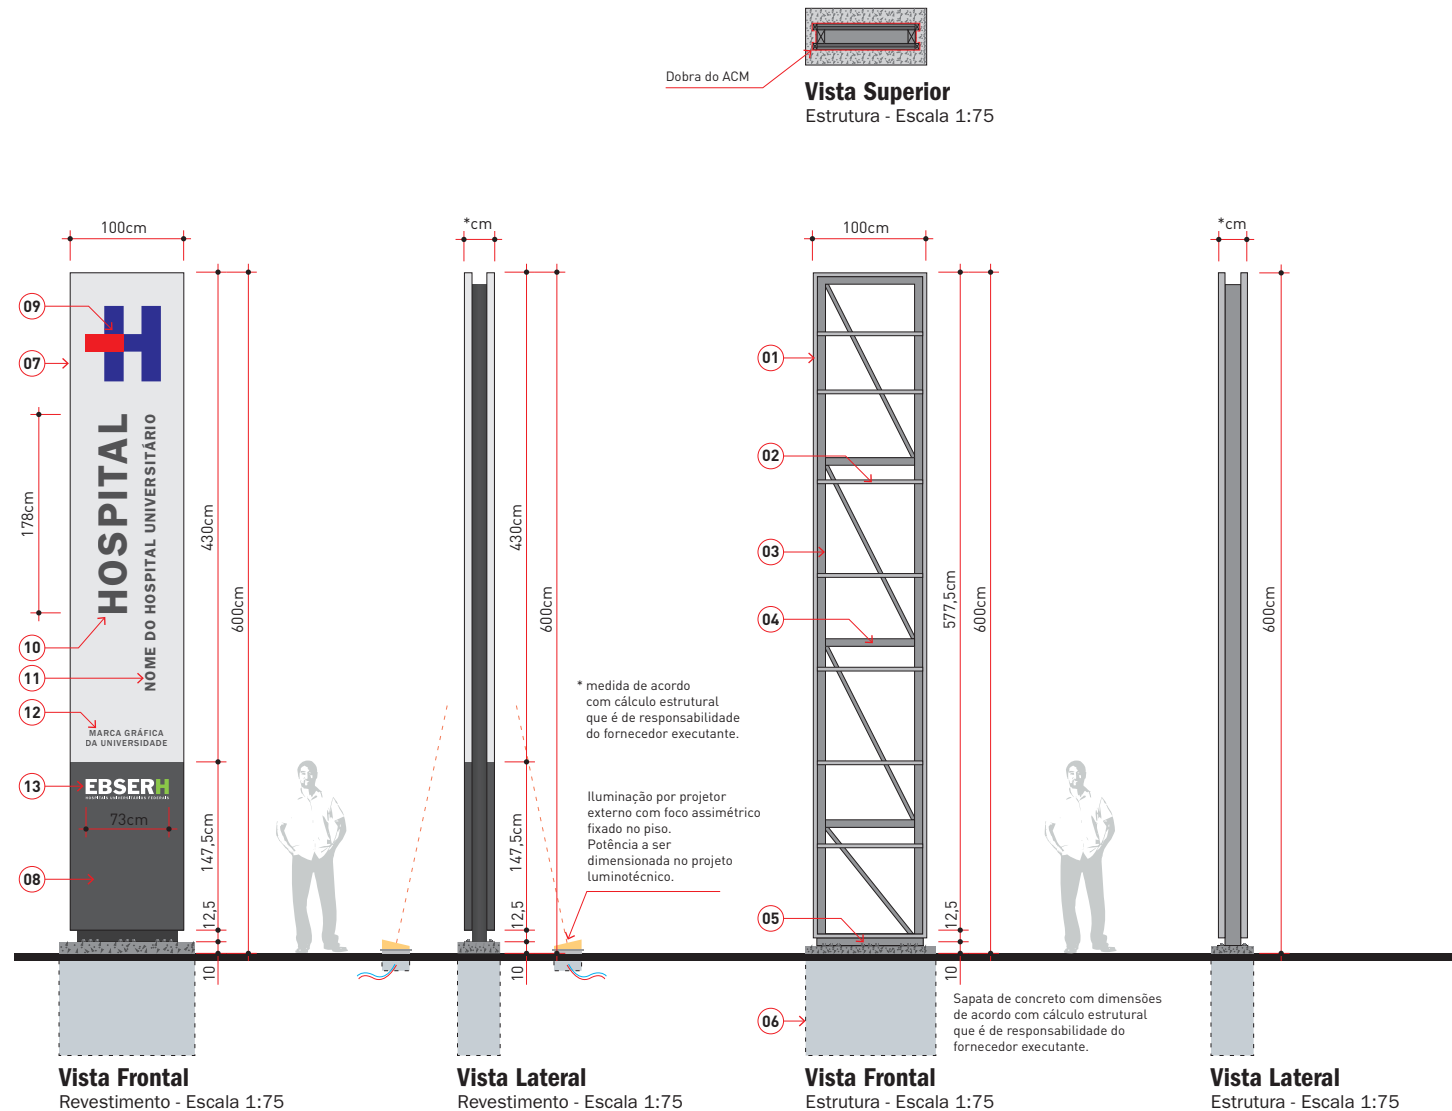 Dobra do ACM
Vista Superior
Estrutura - Escala 1:75
100cm
*cm
100cm
*cm
09
07
178cm
HOSPITAL
NOME DO HOSPITAL UNIVERSITÁRIO
10
11
12
MARCA GRÁFICA
DA UNIVERSIDADE
13
EBSERH
HOSPITAIS UNIVERSITÁRIOS FEDERAIS
73cm
08
430cm
600cm
147,5cm
12,5
10
430cm
600cm
147,5cm
12,5
10
* medida de acordo
com cálculo estrutural
que é de responsabilidade
do fornecedor executante.
Iluminação por projetor
externo com foco assimétrico
fixado no piso.
Potência a ser
dimensionada no projeto
luminotécnico.
01
02
03
04
05
06
577,5cm
600cm
12,5
10
600cm
Sapata de concreto com dimensões
de acordo com cálculo estrutural
que é de responsabilidade do
fornecedor executante.
Vista Frontal
Revestimento - Escala 1:75
Vista Lateral
Revestimento - Escala 1:75
Vista Frontal
Estrutura - Escala 1:75
Vista Lateral
Estrutura - Escala 1:75